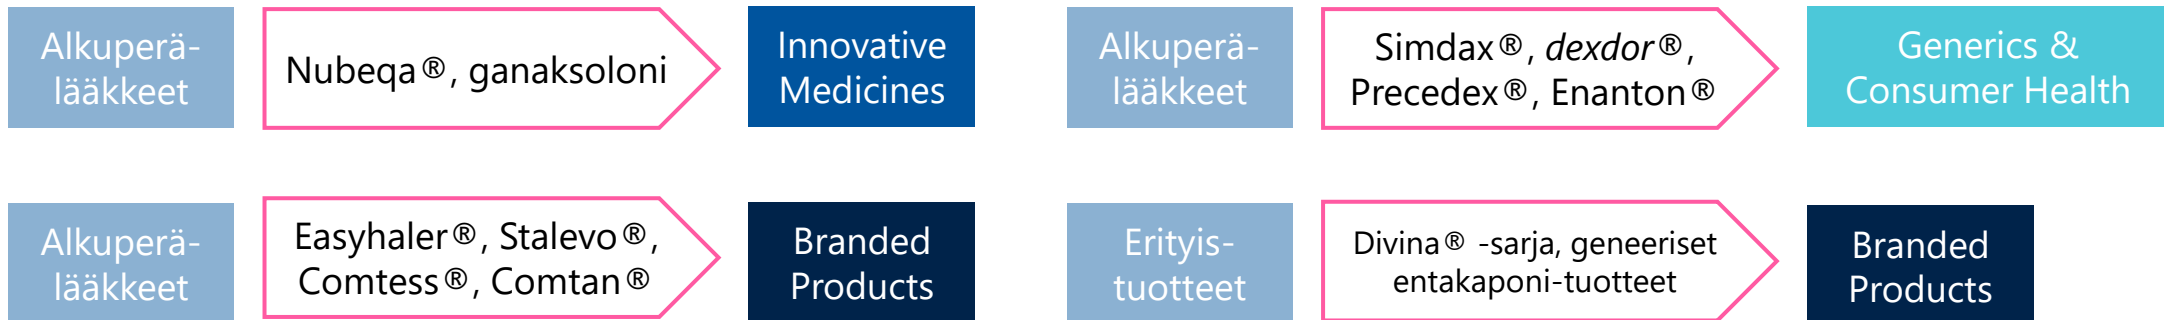 Alkuperä-
lääkkeet
Nubeqa®, ganaksoloni
Innovative
Medicines
Alkuperä-
lääkkeet
Simdax®, dexdor®,
Precedex®, Enanton®
Generics &
Consumer Health
Alkuperä-
lääkkeet
Easyhaler®, Stalevo®,
Comtess®, Comtan®
Branded
Products
Erityis-
tuotteet
Divina® -sarja, geneeriset
entakaponi-tuotteet
Branded
Products